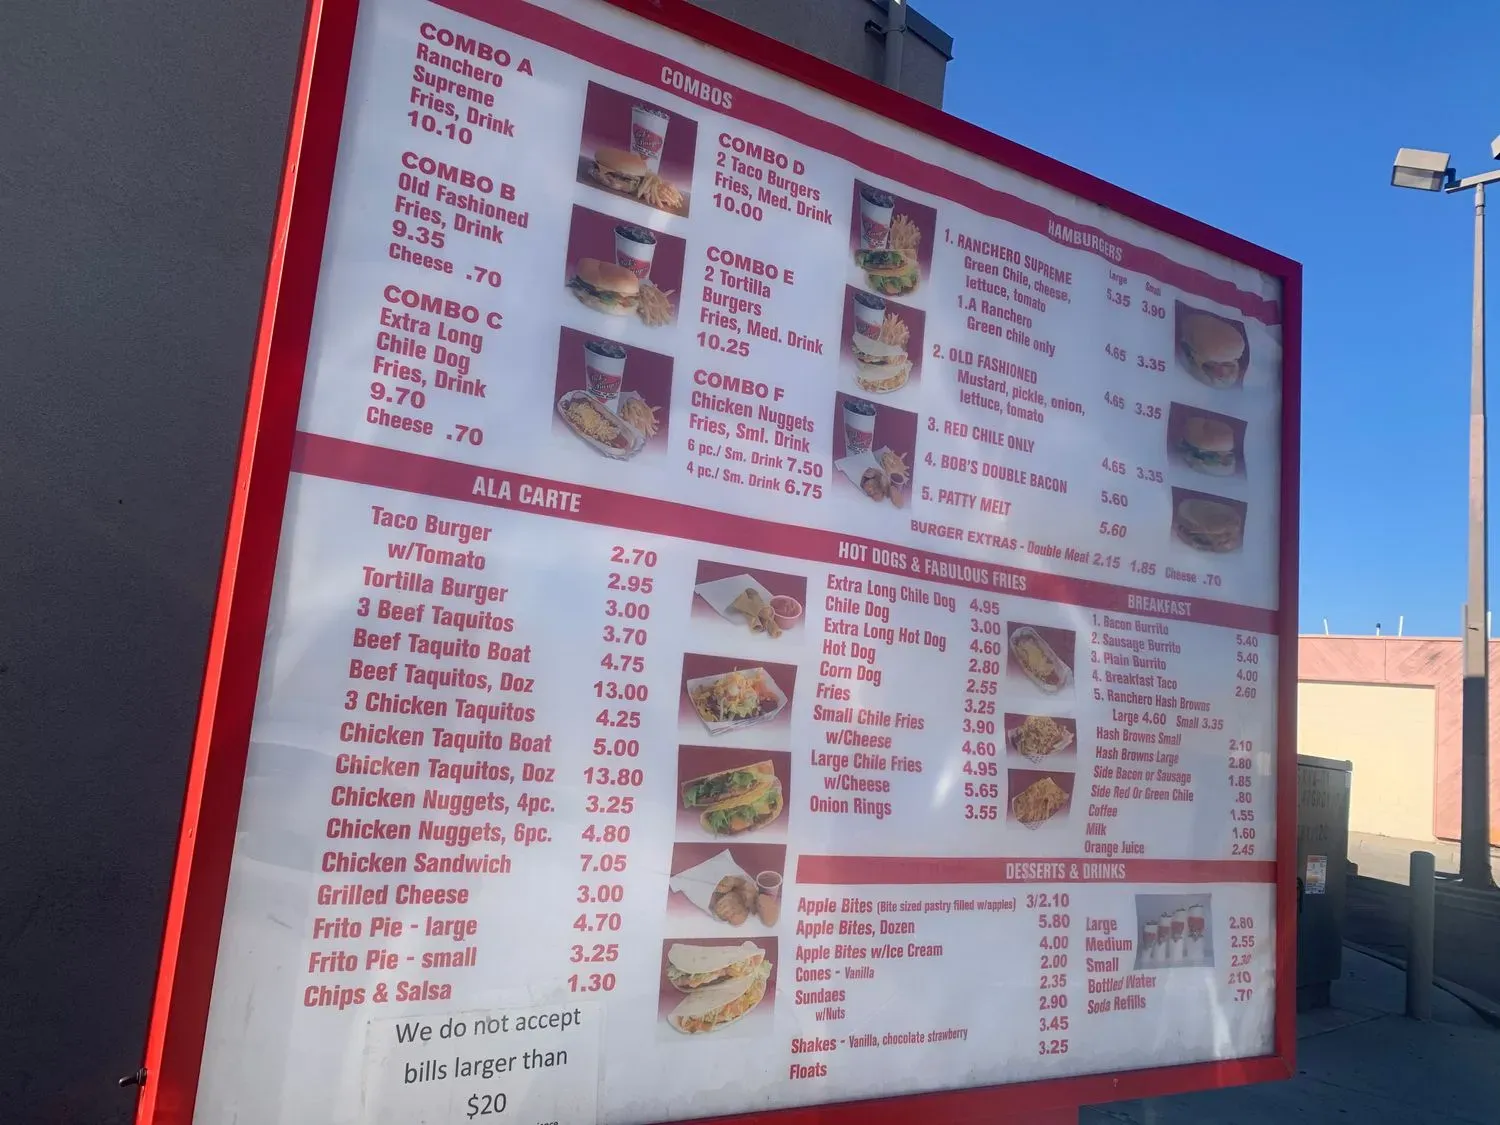 COMBOS
COMBO A
Ranchero
Supreme
Fries, Drink
10.10
COMBO B
Old Fashioned
Fries, Drink
9.35
Cheese .70
COMBO C
Extra Long
Chile Dog
Fries, Drink
9.70
Cheese .70
COMBO D
2 Taco Burgers
Fries, Med. Drink
10.00
COMBO E
2 Tortilla
Burgers
Fries, Med. Drink
10.25
COMBO F
Chicken Nuggets
Fries, Sml. Drink
6 pc./ Sm. Drink 7.50
4 pc./ Sm. Drink 6.75
HAMBURGERS
Large Small
1. RANCHERO SUPREME 5.35 3.90
Green Chile, cheese,
lettuce, tomato
1.A Ranchero 4.65 3.35
Green chile only
2. OLD FASHIONED 4.65 3.35
Mustard, pickle, onion,
lettuce, tomato
3. RED CHILE ONLY 4.65 3.35
4. BOB'S DOUBLE BACON 5.60
5. PATTY MELT 5.60
BURGER EXTRAS - Double Meat 2.15 1.85 Cheese .70
ALA CARTE
Taco Burger 2.70
w/Tomato 2.95
Tortilla Burger 3.00
3 Beef Taquitos 3.70
Beef Taquito Boat 4.75
Beef Taquitos, Doz 13.00
3 Chicken Taquitos 4.25
Chicken Taquito Boat 5.00
Chicken Taquitos, Doz 13.80
Chicken Nuggets, 4pc. 3.25
Chicken Nuggets, 6pc. 4.80
Chicken Sandwich 7.05
Grilled Cheese 3.00
Frito Pie - large 4.70
Frito Pie - small 3.25
Chips & Salsa 1.30
We do not accept
bills larger than
$20
HOT DOGS & FABULOUS FRIES
Extra Long Chile Dog 4.95
Chile Dog 3.00
Extra Long Hot Dog 4.60
Hot Dog 2.80
Corn Dog 2.55
Fries 3.25
Small Chile Fries 3.90
w/Cheese 4.60
Large Chile Fries 4.95
w/Cheese 5.65
Onion Rings 3.55
BREAKFAST
1. Bacon Burrito 5.40
2. Sausage Burrito 5.40
3. Plain Burrito 4.00
4. Breakfast Taco 2.60
5. Ranchero Hash Browns
Large 4.60 Small 3.35
Hash Browns Small 2.10
Hash Browns Large 2.80
Side Bacon or Sausage 1.85
Side Red Or Green Chile .80
Coffee 1.55
Milk 1.60
Orange Juice 2.45
DESSERTS & DRINKS
Apple Bites (Bite sized pastry filled w/apples) 3/2.10
Apple Bites, Dozen 5.80
Apple Bites w/Ice Cream 4.00
Cones - Vanilla 2.00
Sundaes 2.35
w/Nuts 2.90
Shakes - Vanilla, chocolate strawberry 3.45
Floats 3.25
Large 2.80
Medium 2.55
Small 2.30
Bottled Water 2.10
Soda Refills .70